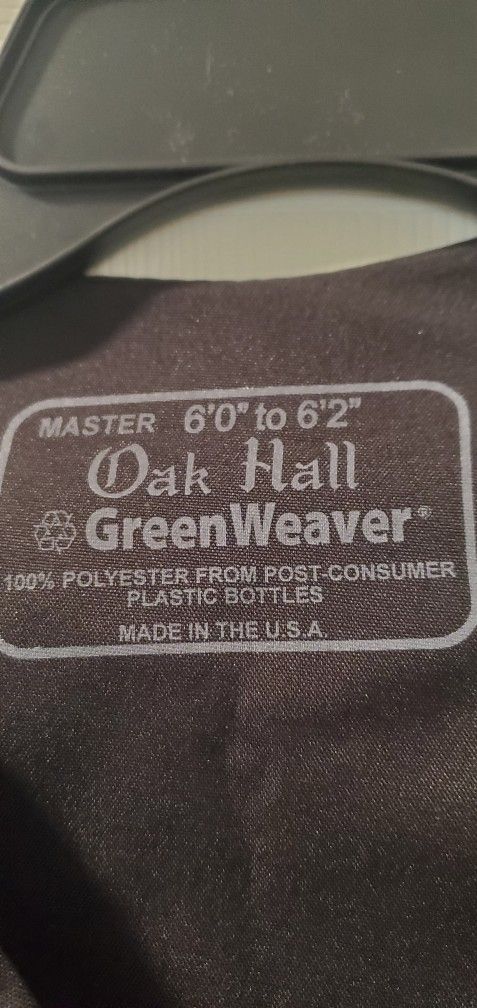 MASTER 6'0" to 6'2"
Oak Hall
GreenWeaver®
100% POLYESTER FROM POST-CONSUMER
PLASTIC BOTTLES
MADE IN THE U.S.A.